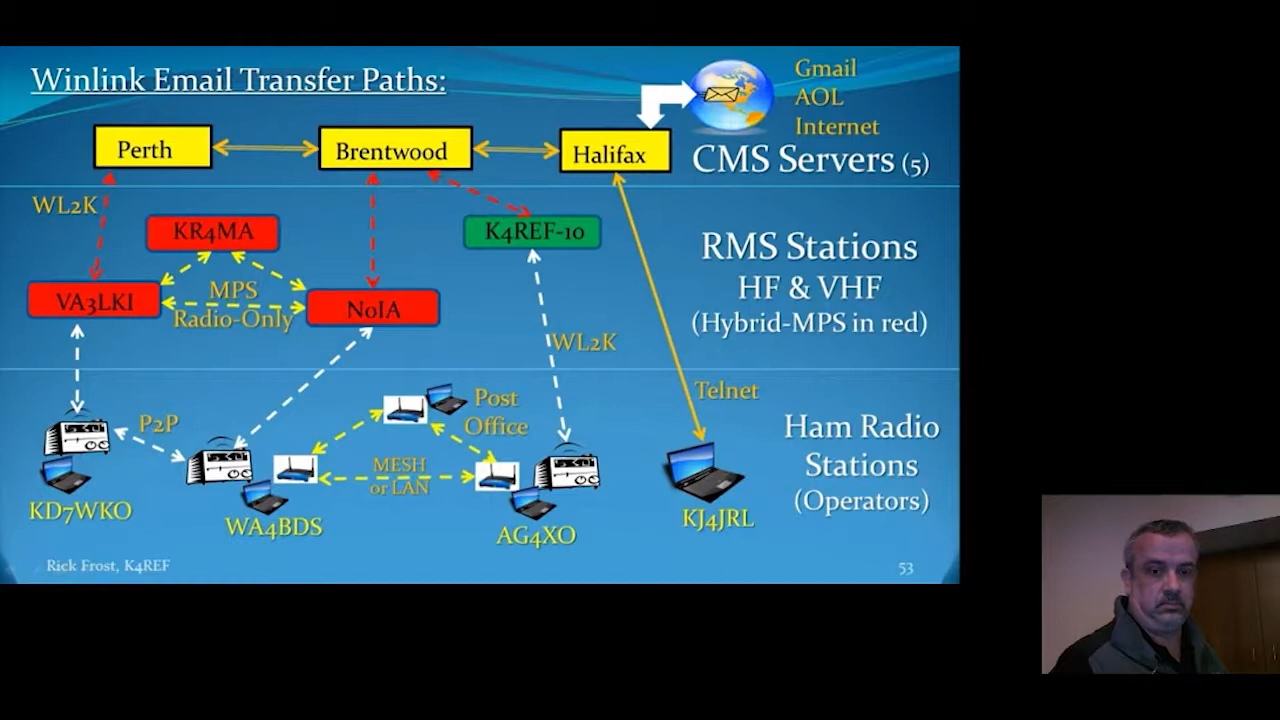 Winlink Email Transfer Paths:
Gmail
AOL
Internet
Perth
Brentwood
Halifax
CMS Servers (5)
WL2K
KR4MA
K4REF-10
RMS Stations
HF & VHF
(Hybrid-MPS in red)
VA3LKI
MPS
Radio-Only
N0IA
WL2K
Telnet
P2P
Post
Office
Ham Radio
Stations
(Operators)
MESH
or LAN
KD7WKO
WA4BDS
AG4XO
KJ4JRL
Rick Frost, K4REF
53